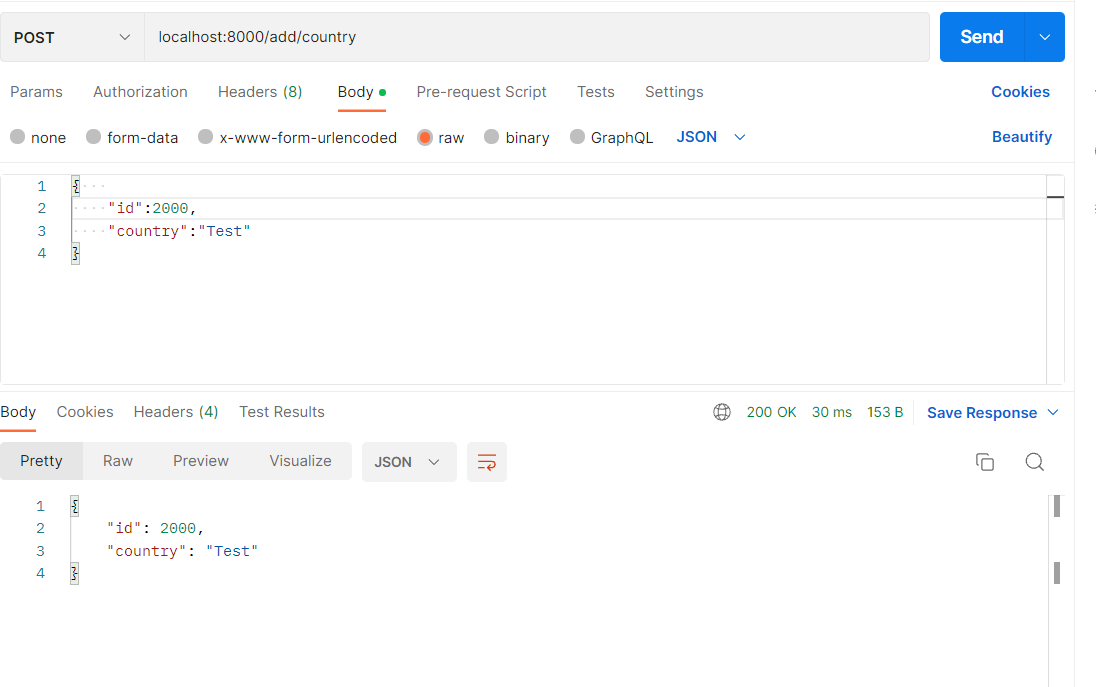 POST localhost:8000/add/country Send
Params Authorization Headers (8) Body Pre-request Script Tests Settings Cookies
none form-data x-www-form-urlencoded raw binary GraphQL JSON Beautify
1 {
2 "id":2000,
3 "country":"Test"
4 }
Body Cookies Headers (4) Test Results 200 OK 30 ms 153 B Save Response
Pretty Raw Preview Visualize JSON
1 {
2 "id": 2000,
3 "country": "Test"
4 }